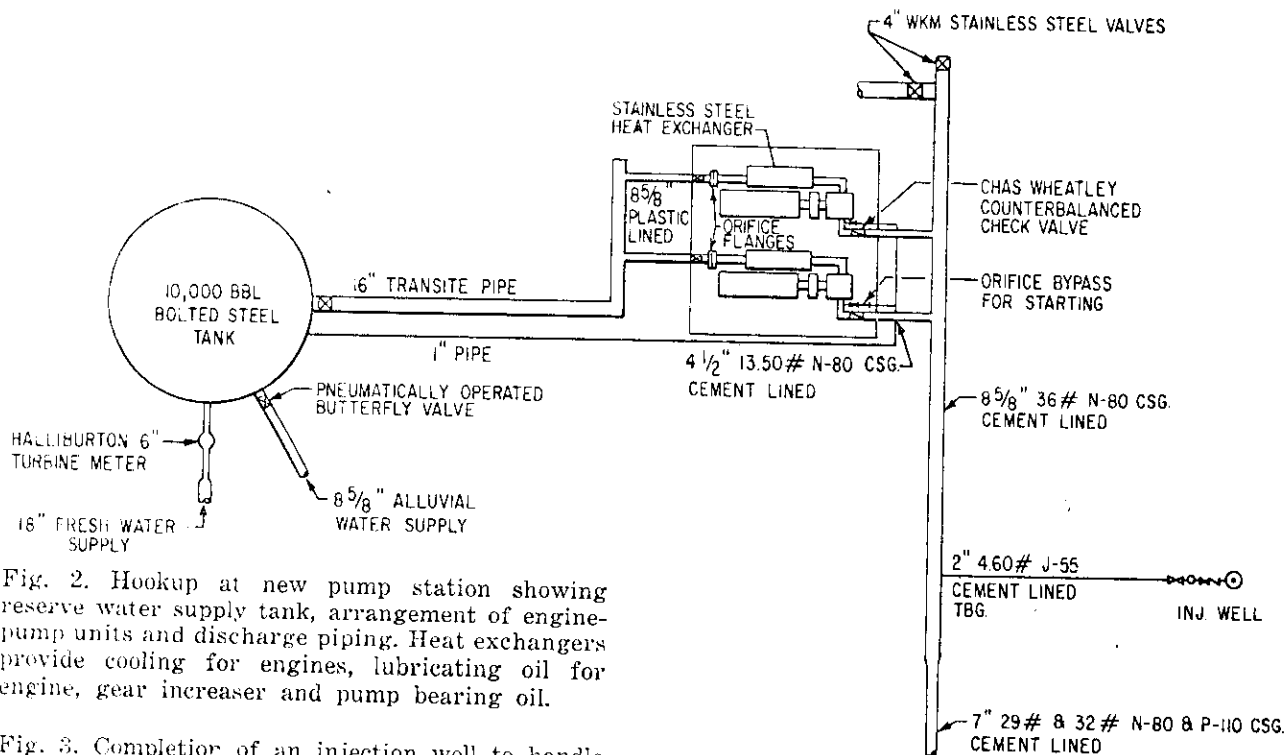 4" WKM STAINLESS STEEL VALVES
STAINLESS STEEL
HEAT EXCHANGER
8 5/8"
PLASTIC
LINED
ORIFICE
FLANGES
CHAS WHEATLEY
COUNTERBALANCED
CHECK VALVE
ORIFICE BYPASS
FOR STARTING
10,000 BBL
BOLTED STEEL
TANK
16" TRANSITE PIPE
1" PIPE
4 1/2" 13.50# N-80 CSG.
CEMENT LINED
PNEUMATICALLY OPERATED
BUTTERFLY VALVE
8 5/8" 36# N-80 CSG.
CEMENT LINED
HALLIBURTON 6"
TURBINE METER
8 5/8" ALLUVIAL
WATER SUPPLY
18" FRESH WATER
SUPPLY
2" 4.60# J-55
CEMENT LINED
TBG.
INJ. WELL
7" 29# & 32# N-80 & P-110 CSG.
CEMENT LINED
Fig. 2. Hookup at new pump station showing
reserve water supply tank, arrangement of engine-
pump units and discharge piping. Heat exchangers
provide cooling for engines, lubricating oil for
engine, gear increaser and pump bearing oil.
Fig. 3. Completion of an injection well to handle